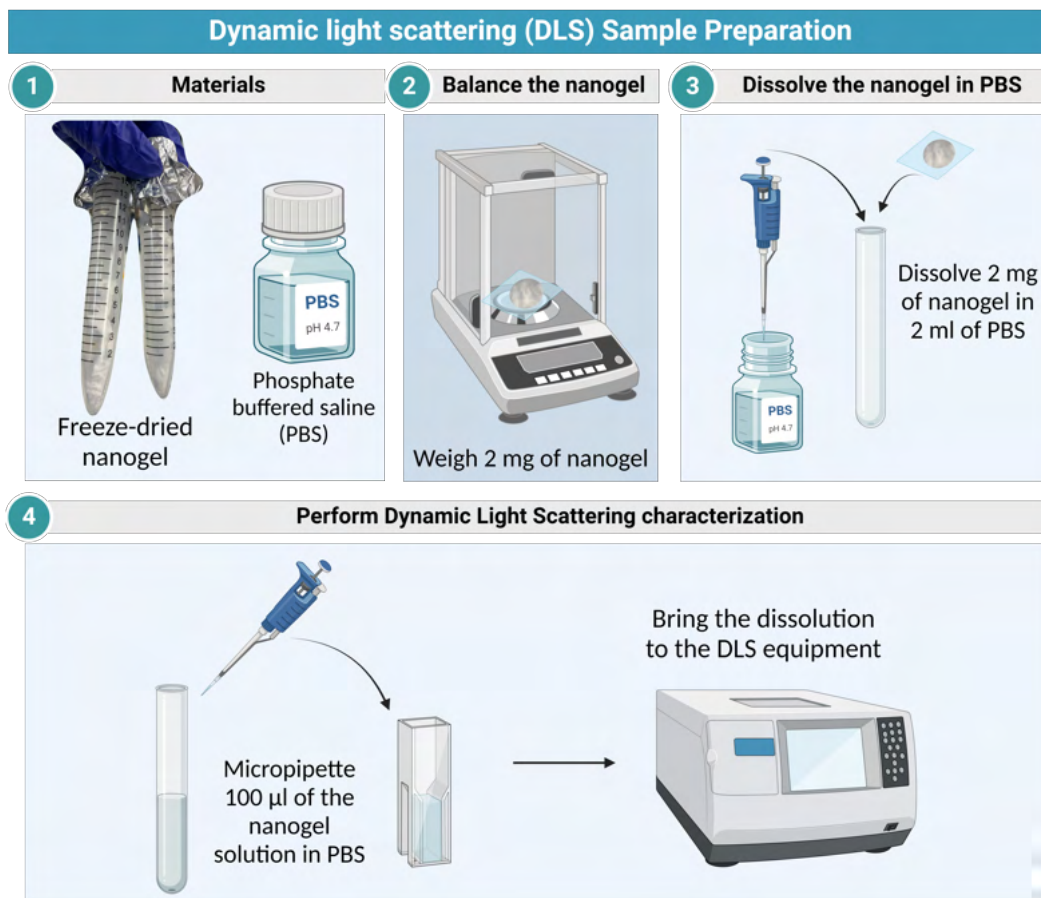 Dynamic light scattering (DLS) Sample Preparation
1
Materials
Freeze-dried
nanogel
PBS
pH 4.7
Phosphate
buffered saline
(PBS)
2
Balance the nanogel
Weigh 2 mg of nanogel
3
Dissolve the nanogel in PBS
PBS
pH 4.7
Dissolve 2 mg
of nanogel in
2 ml of PBS
4
Perform Dynamic Light Scattering characterization
Micropipette
100 µl of the
nanogel
solution in PBS
Bring the dissolution
to the DLS equipment